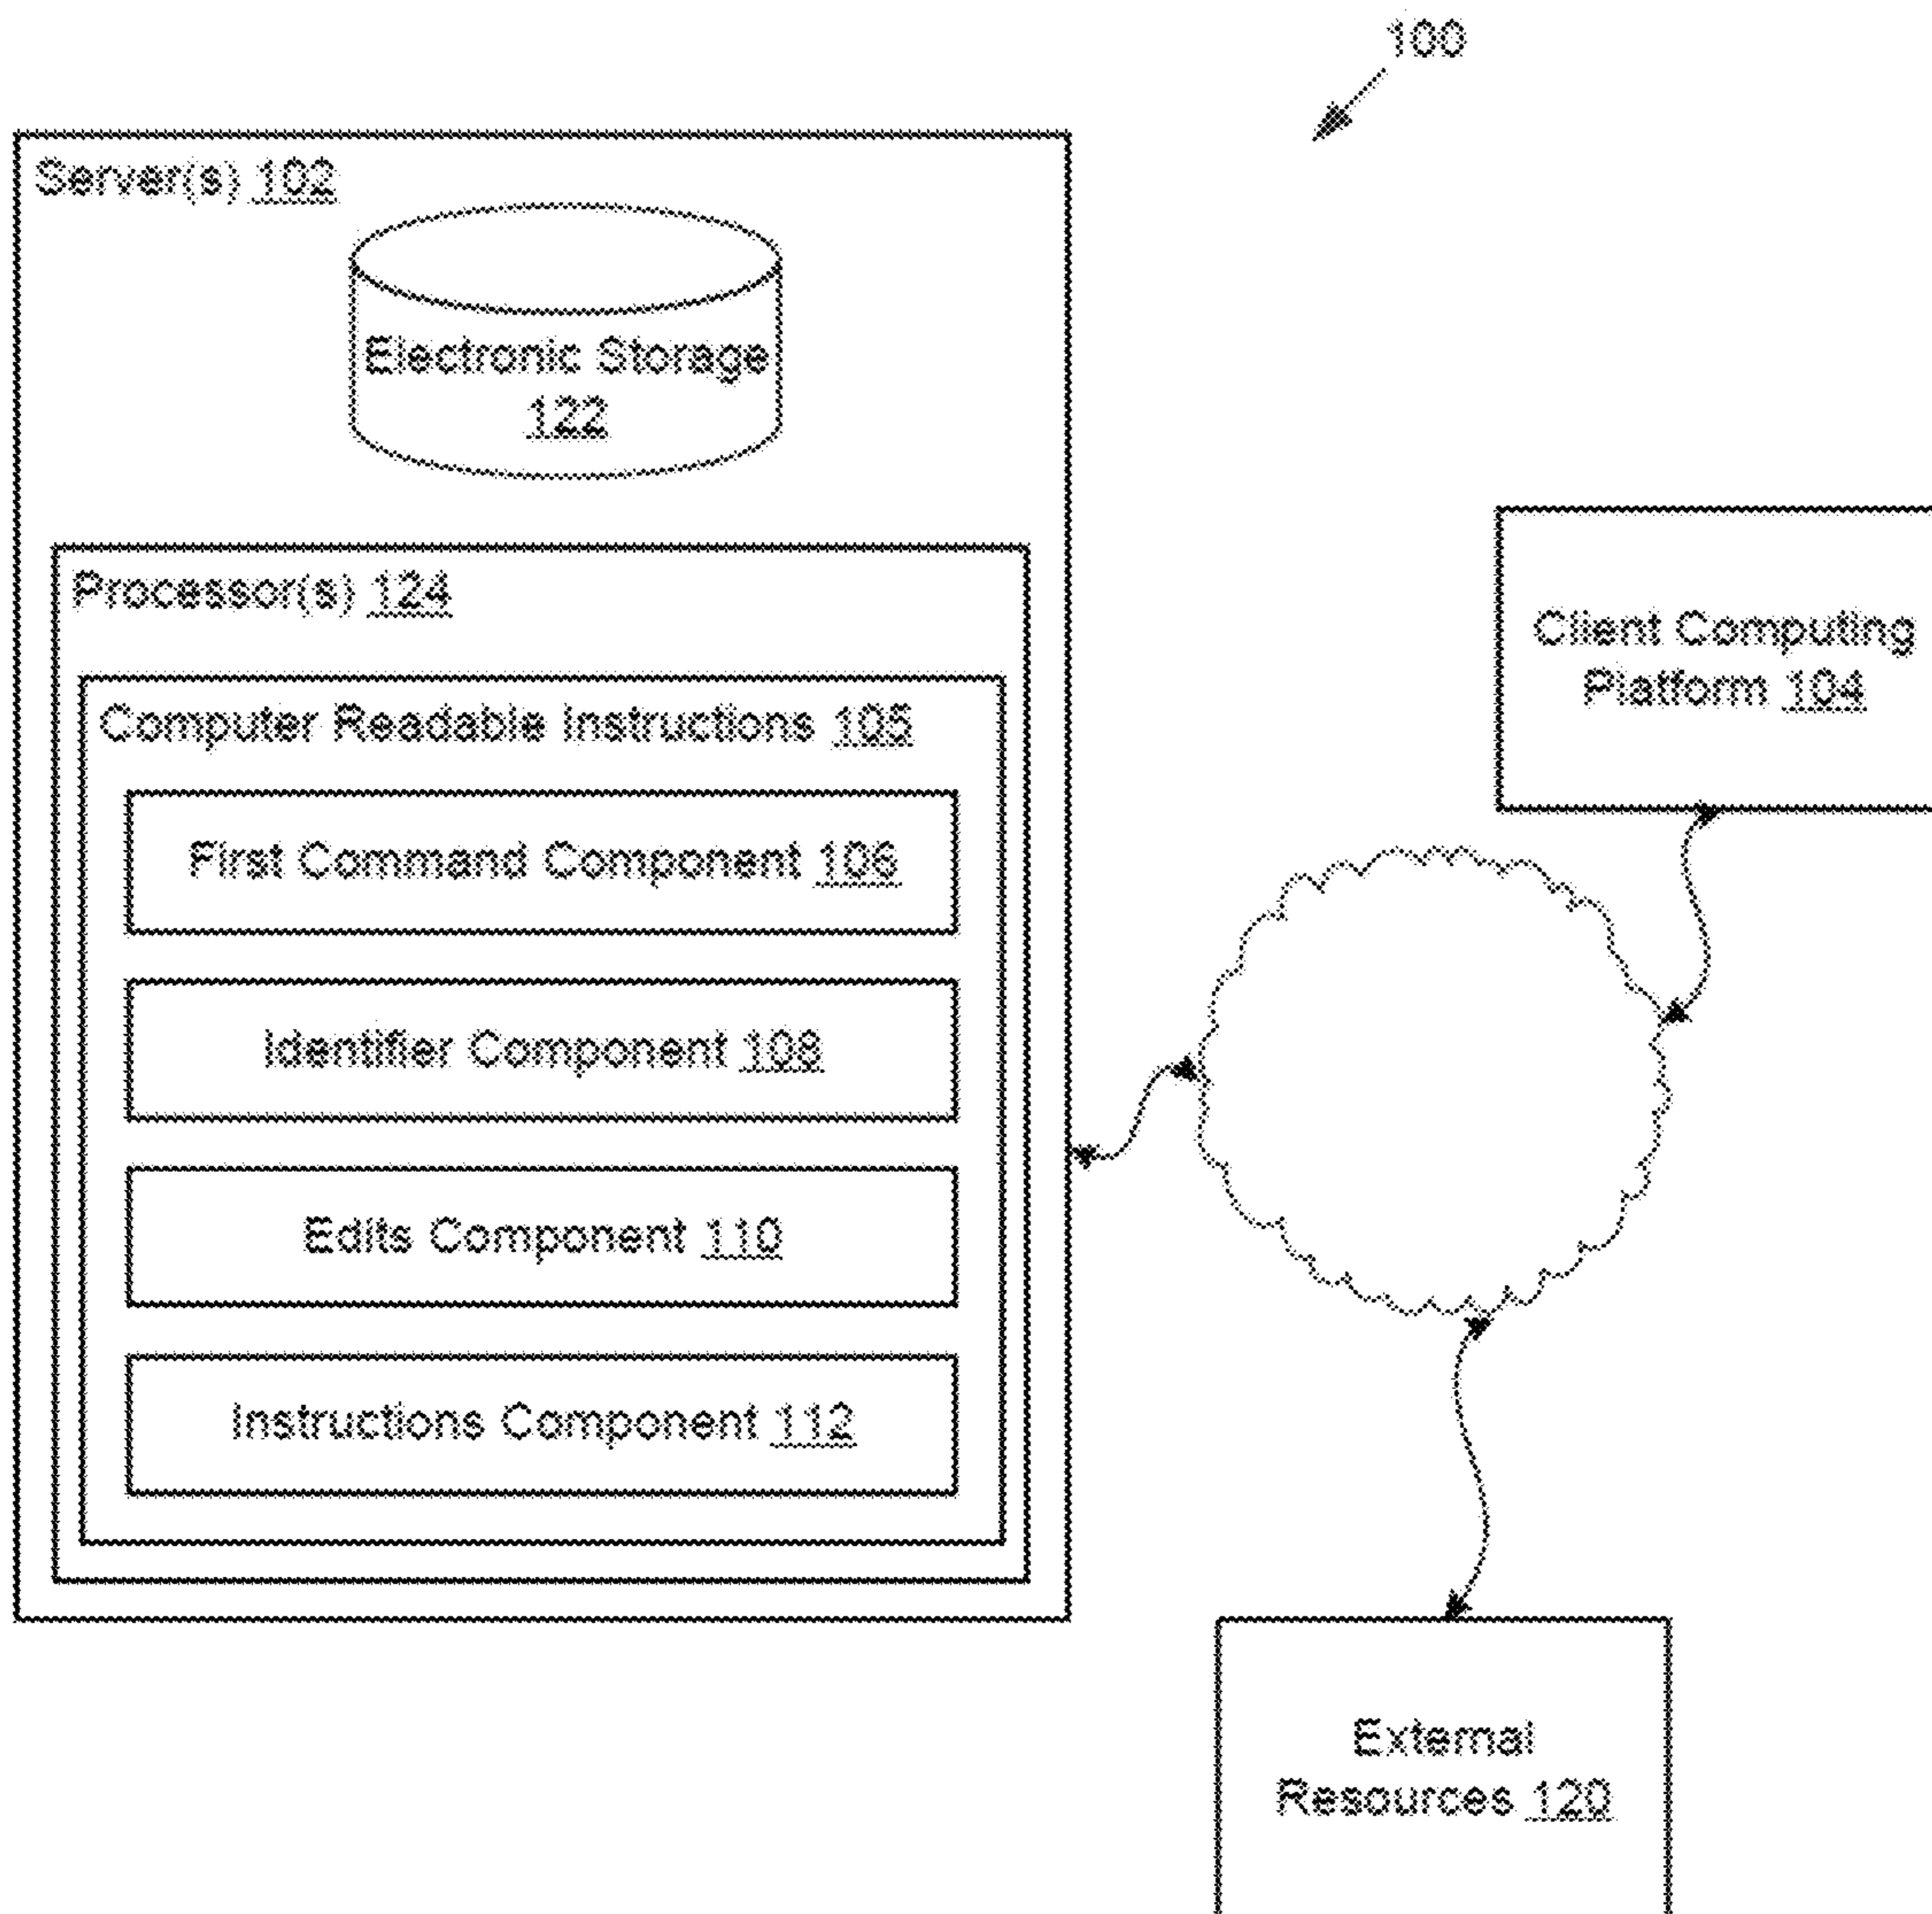 100
Server(s) 102
Electronic Storage
122
Processor(s) 124
Computer Readable Instructions 105
First Command Component 106
Identifier Component 108
Edits Component 110
Instructions Component 112
Client Computing
Platform 104
External
Resources 120